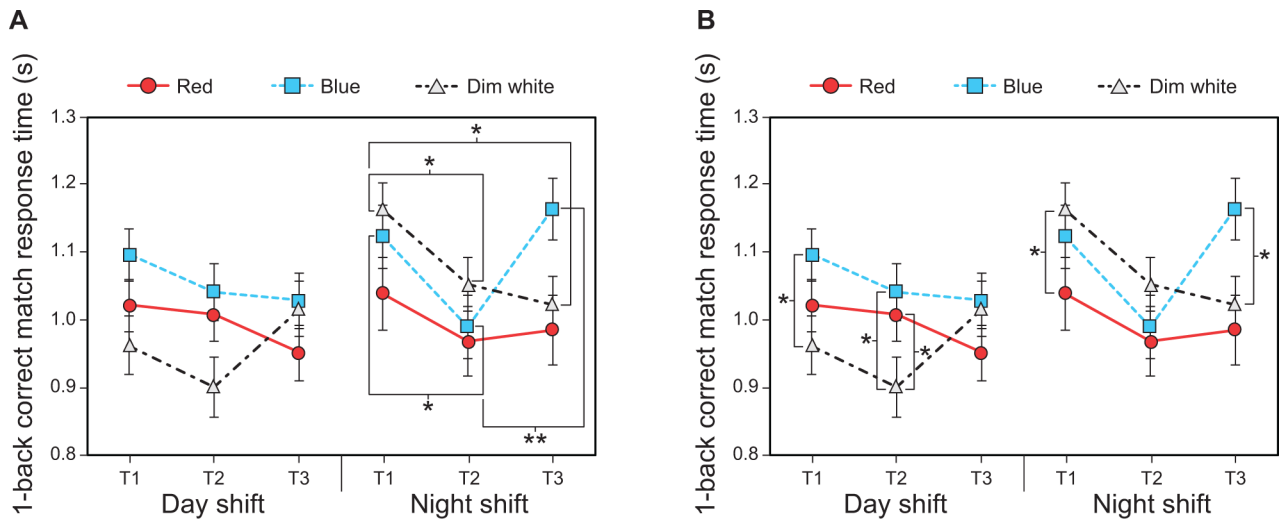 A
1-back correct match response time (s)
Red Blue Dim white
1.3
1.2
1.1
1.0
0.9
0.8
*
*
*
**
T1 T2 T3 T1 T2 T3
Day shift Night shift
B
1-back correct match response time (s)
Red Blue Dim white
1.3
1.2
1.1
1.0
0.9
0.8
*
*
*
*
*
T1 T2 T3 T1 T2 T3
Day shift Night shift